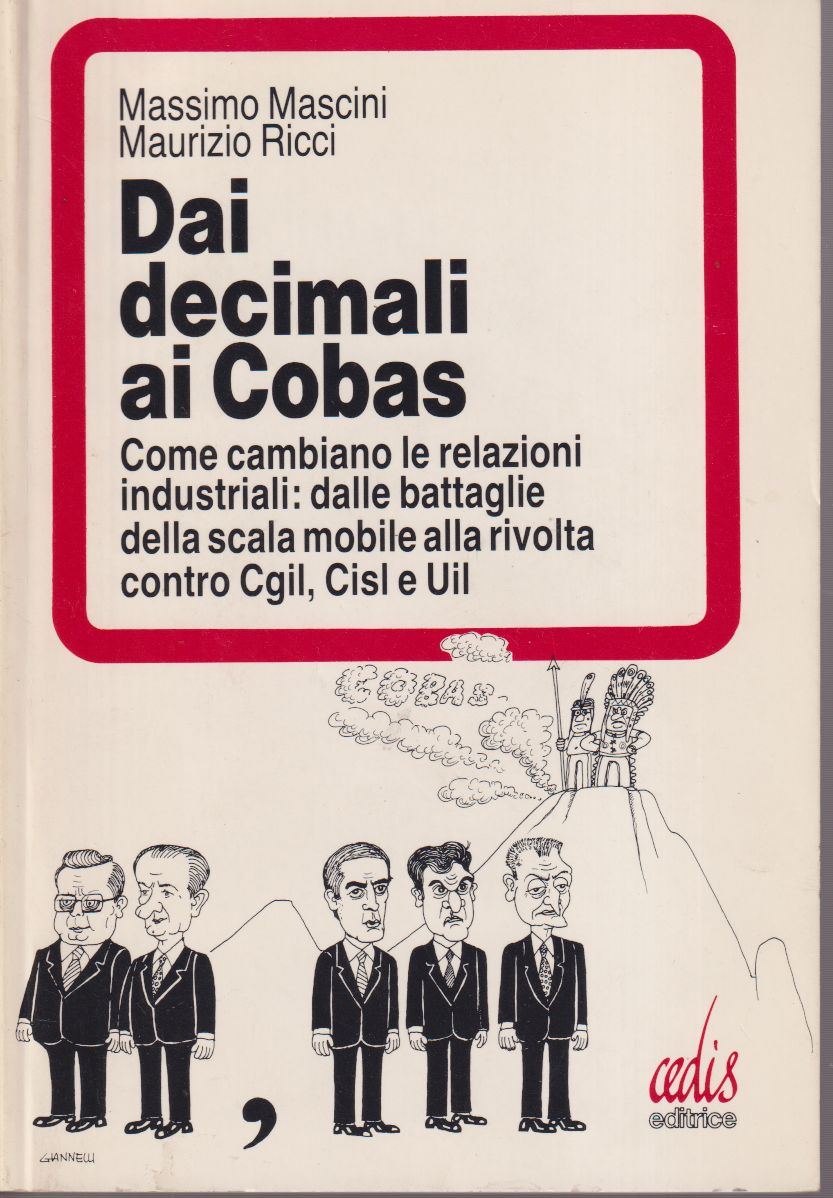 Massimo Mascini
Maurizio Ricci
Dai
decimali
ai Cobas
Come cambiano le relazioni
industriali: dalle battaglie
della scala mobile alla rivolta
contro Cgil, Cisl e Uil
COBAS
,
cedis
editrice
GIANNELLI